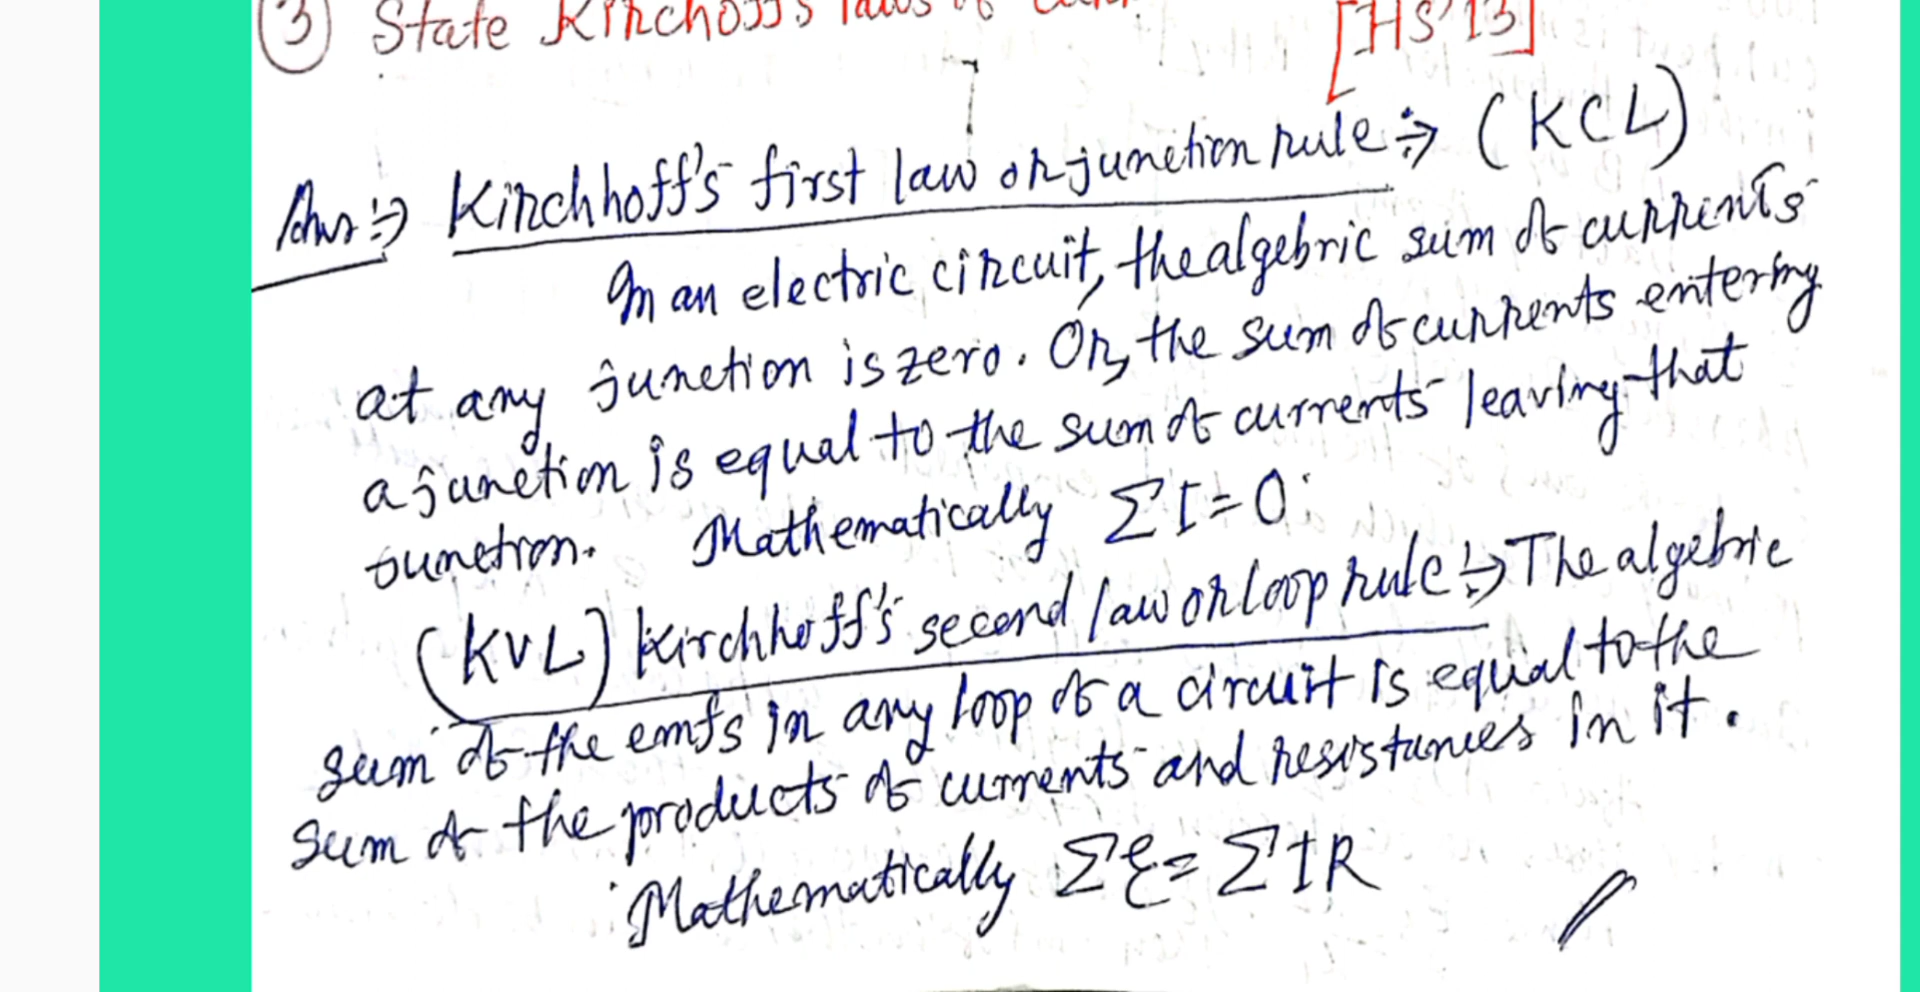 (3) State Kirchoff's laws of
[HS'13]
Ans:⇒ Kirchhoff's first law or junction rule :⇒ (KCL)
In an electric circuit, the algebric sum of currents
at any junction is zero. Or, the sum of currents entering
a junction is equal to the sum of currents leaving that
junction. Mathematically ΣI=0
(KVL) Kirchhoff's second law or loop rule :⇒ The algebric
sum of the emfs in any loop of a circuit is equal to the
sum of the products of currents and resistances in it.
Mathematically Σξ=ΣIR